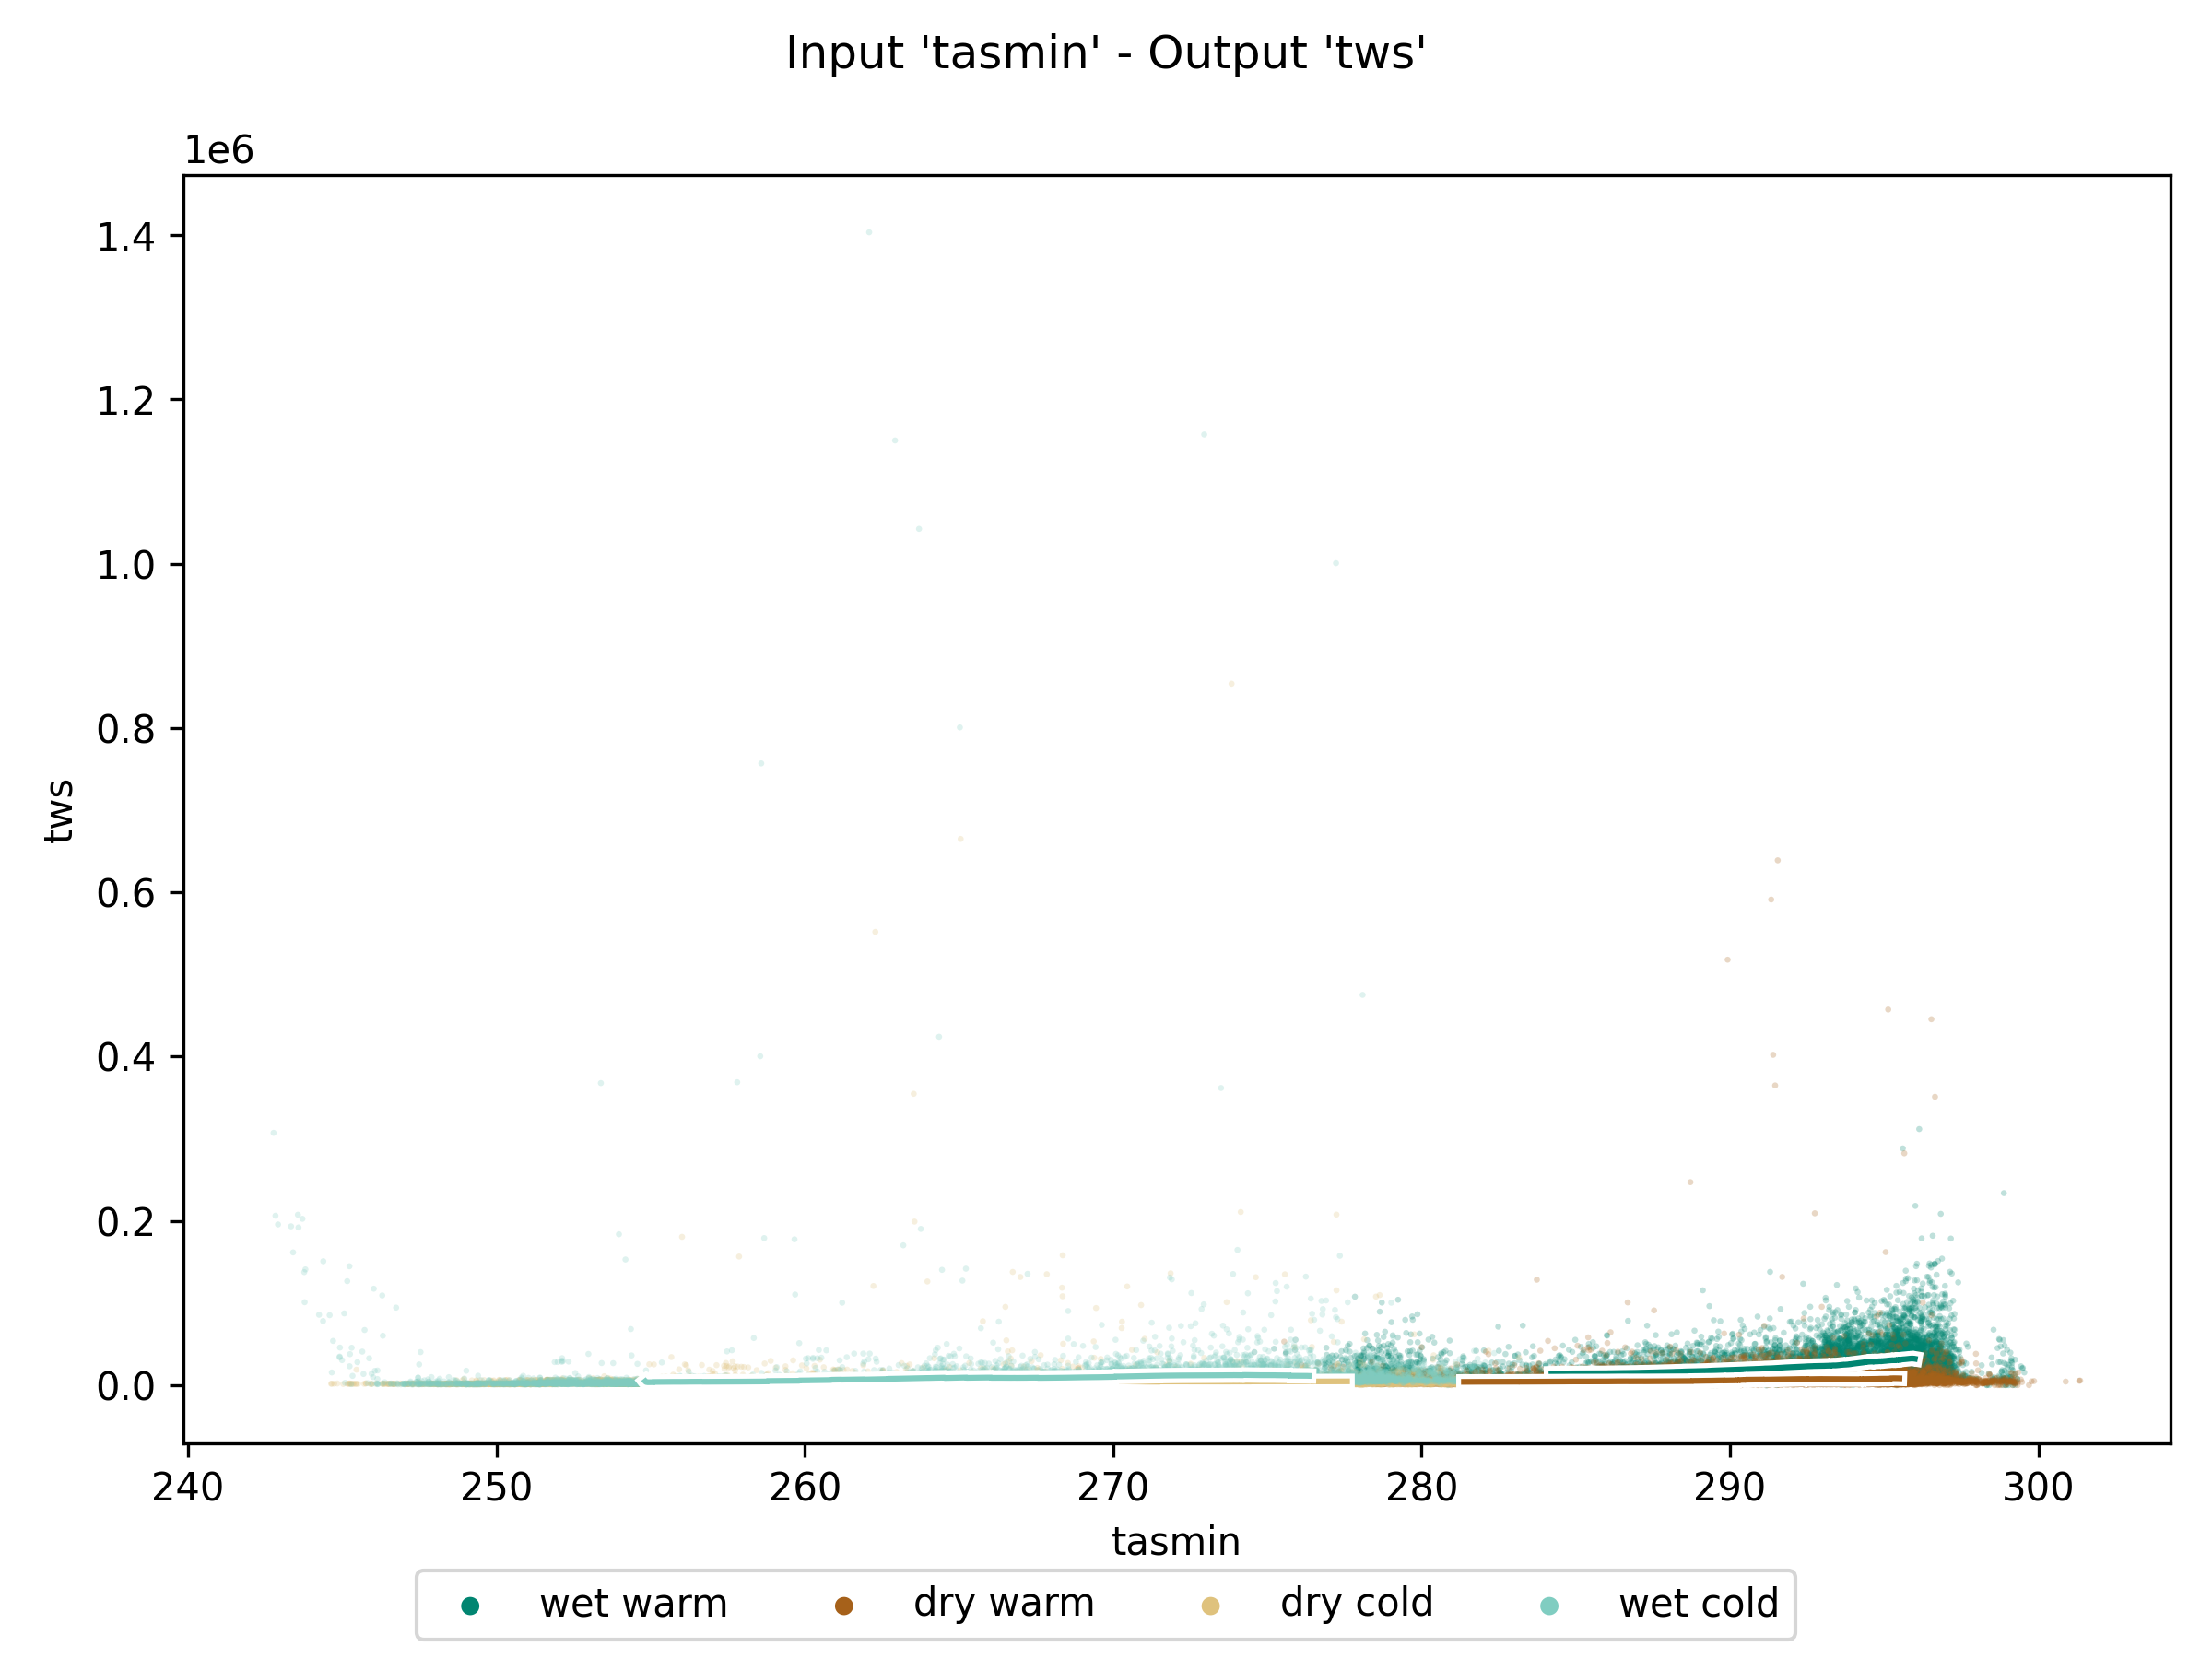 Input 'tasmin' - Output 'tws'
1e6
1.4
1.2
1.0
0.8
0.6
0.4
0.2
0.0
tws
240 250 260 270 280 290 300
tasmin
wet warm dry warm dry cold wet cold